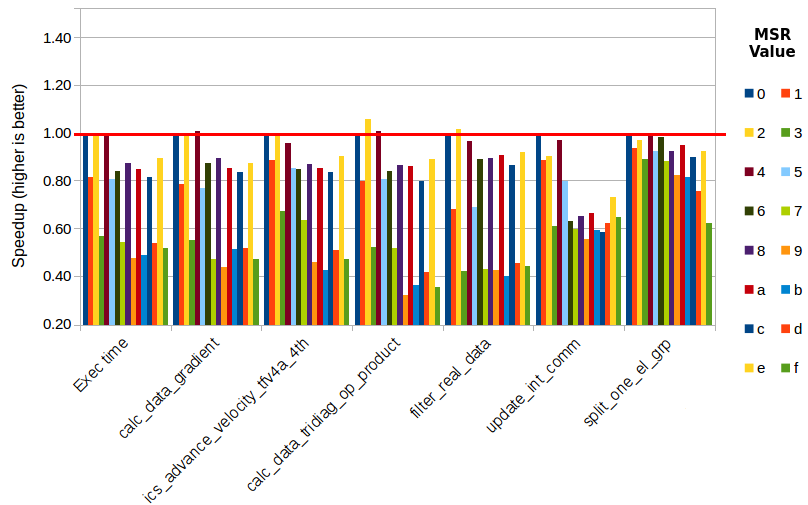 MSR
Value
Speedup (higher is better)
1.40
1.20
1.00
0.80
0.60
0.40
0.20
0 1
2 3
4 5
6 7
8 9
a b
c d
e f
Exec time
calc_data_gradient
ics_advance_velocity_tfv4a_4th
calc_data_tridiag_op_product
filter_real_data
update_int_comm
split_one_el_grp